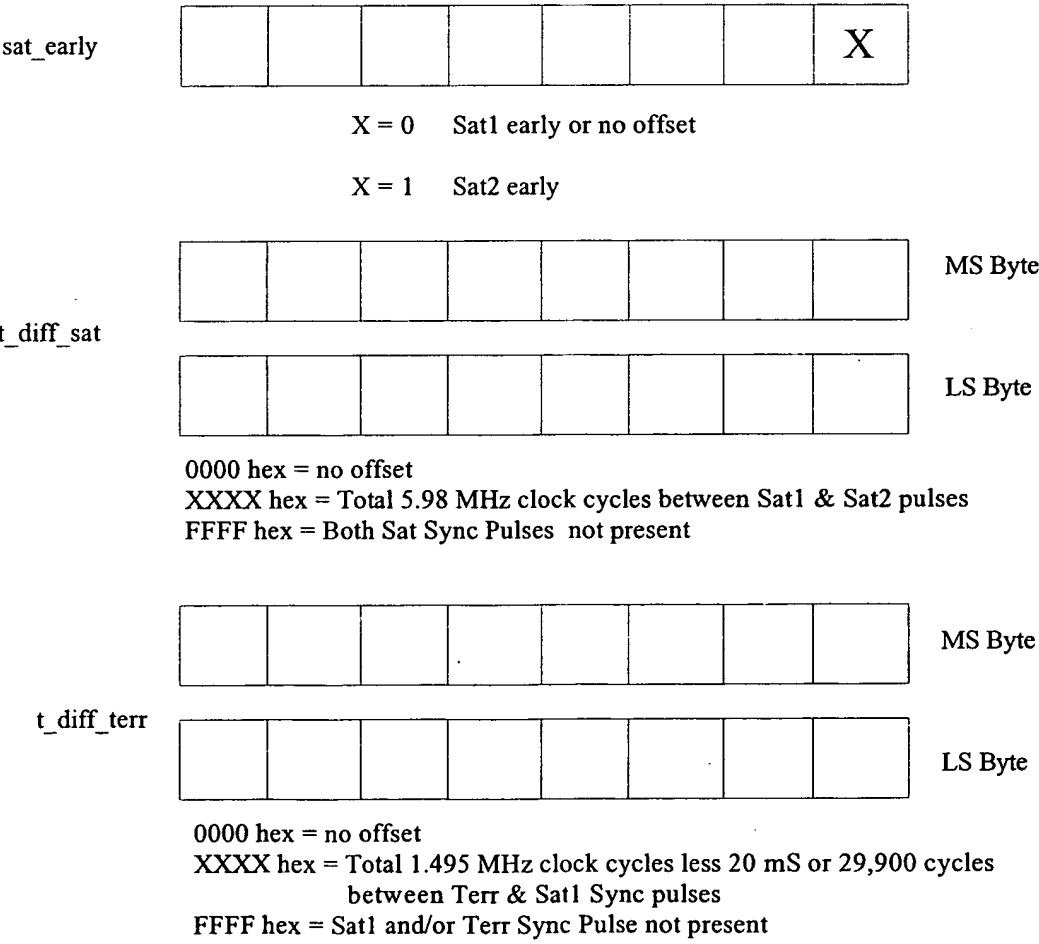 sat_early
X
X = 0 Sat1 early or no offset
X = 1 Sat2 early
MS Byte
t_diff_sat
LS Byte
0000 hex = no offset
XXXX hex = Total 5.98 MHz clock cycles between Sat1 & Sat2 pulses
FFFF hex = Both Sat Sync Pulses not present
MS Byte
t_diff_terr
LS Byte
0000 hex = no offset
XXXX hex = Total 1.495 MHz clock cycles less 20 mS or 29,900 cycles
between Terr & Sat1 Sync pulses
FFFF hex = Sat1 and/or Terr Sync Pulse not present